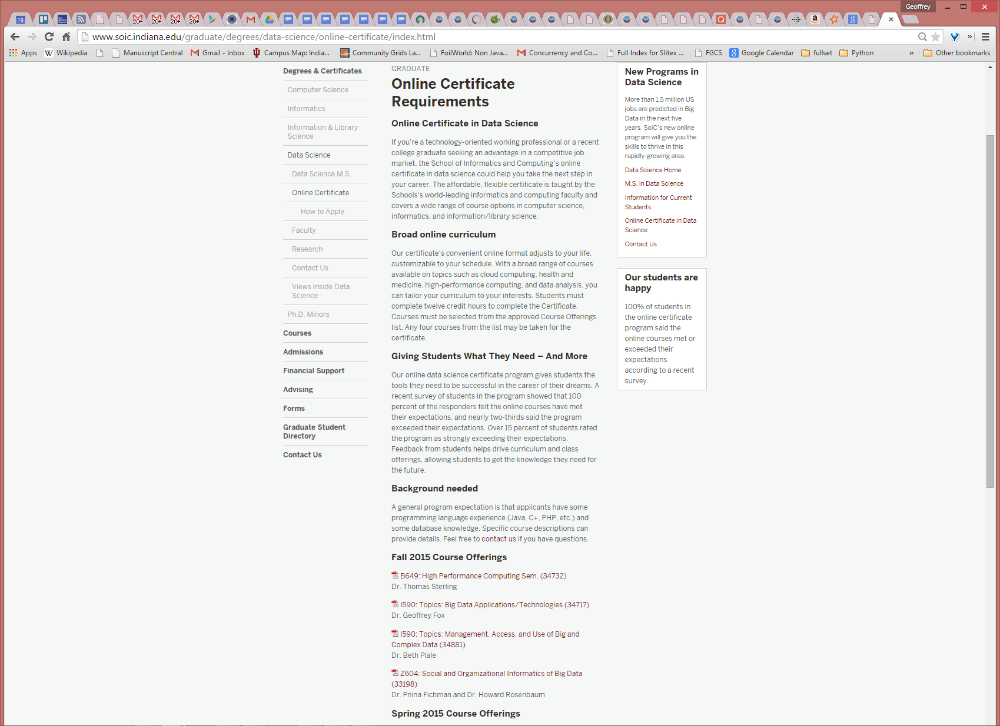 Geoffrey
19
20+
20+
20+
20+
www.soic.indiana.edu/graduate/degrees/data-science/online-certificate/index.html
Apps
Wikipedia
Manuscript Central
Gmail - Inbox
Campus Map: India...
Community Grids La...
FoilWorld: Non Java...
Concurrency and Co...
Full Index for Slitex ...
FGCS
Google Calendar
fullset
Python
»
Other bookmarks
Degrees & Certificates
Computer Science
Informatics
Information & Library
Science
Data Science
Data Science M.S.
Online Certificate
How to Apply
Faculty
Research
Contact Us
Views Inside Data
Science
Ph.D. Minors
Courses
Admissions
Financial Support
Advising
Forms
Graduate Student
Directory
Contact Us
GRADUATE
Online Certificate
Requirements
Online Certificate in Data Science
If you're a technology-oriented working professional or a recent
college graduate seeking an advantage in a competitive job
market, the School of Informatics and Computing's online
certificate in data science could help you take the next step in
your career. The affordable, flexible certificate is taught by the
Schools's world-leading informatics and computing faculty and
covers a wide range of course options in computer science,
informatics, and information/library science.
Broad online curriculum
Our certificate's convenient online format adjusts to your life,
customizable to your schedule. With a broad range of courses
available on topics such as cloud computing, health and
medicine, high-performance computing, and data analysis, you
can tailor your curriculum to your interests. Students must
complete twelve credit hours to complete the Certificate.
Courses must be selected from the approved Course Offerings
list. Any four courses from the list may be taken for the
certificate.
Giving Students What They Need – And More
Our online data science certificate program gives students the
tools they need to be successful in the career of their dreams. A
recent survey of students in the program showed that 100
percent of the responders felt the online courses have met
their expectations, and nearly two-thirds said the program
exceeded their expectations. Over 15 percent of students rated
the program as strongly exceeding their expectations.
Feedback from students helps drive curriculum and class
offerings, allowing students to get the knowledge they need for
the future.
Background needed
A general program expectation is that applicants have some
programming language experience (Java, C+, PHP, etc.) and
some database knowledge. Specific course descriptions can
provide details. Feel free to contact us if you have questions.
Fall 2015 Course Offerings
B649: High Performance Computing Sem. (34732)
Dr. Thomas Sterling
I590: Topics: Big Data Applications/Technologies (34717)
Dr. Geoffrey Fox
I590: Topics: Management, Access, and Use of Big and
Complex Data (34881)
Dr. Beth Plale
Z604: Social and Organizational Informatics of Big Data
(33198)
Dr. Pnina Fichman and Dr. Howard Rosenbaum
Spring 2015 Course Offerings
New Programs in
Data Science
More than 1.5 million US
jobs are predicted in Big
Data in the next five
years. SoIC's new online
program will give you the
skills to thrive in this
rapidly-growing area.
Data Science Home
M.S. in Data Science
Information for Current
Students
Online Certificate in Data
Science
Contact Us
Our students are
happy
100% of students in
the online certificate
program said the
online courses met or
exceeded their
expectations
according to a recent
survey.